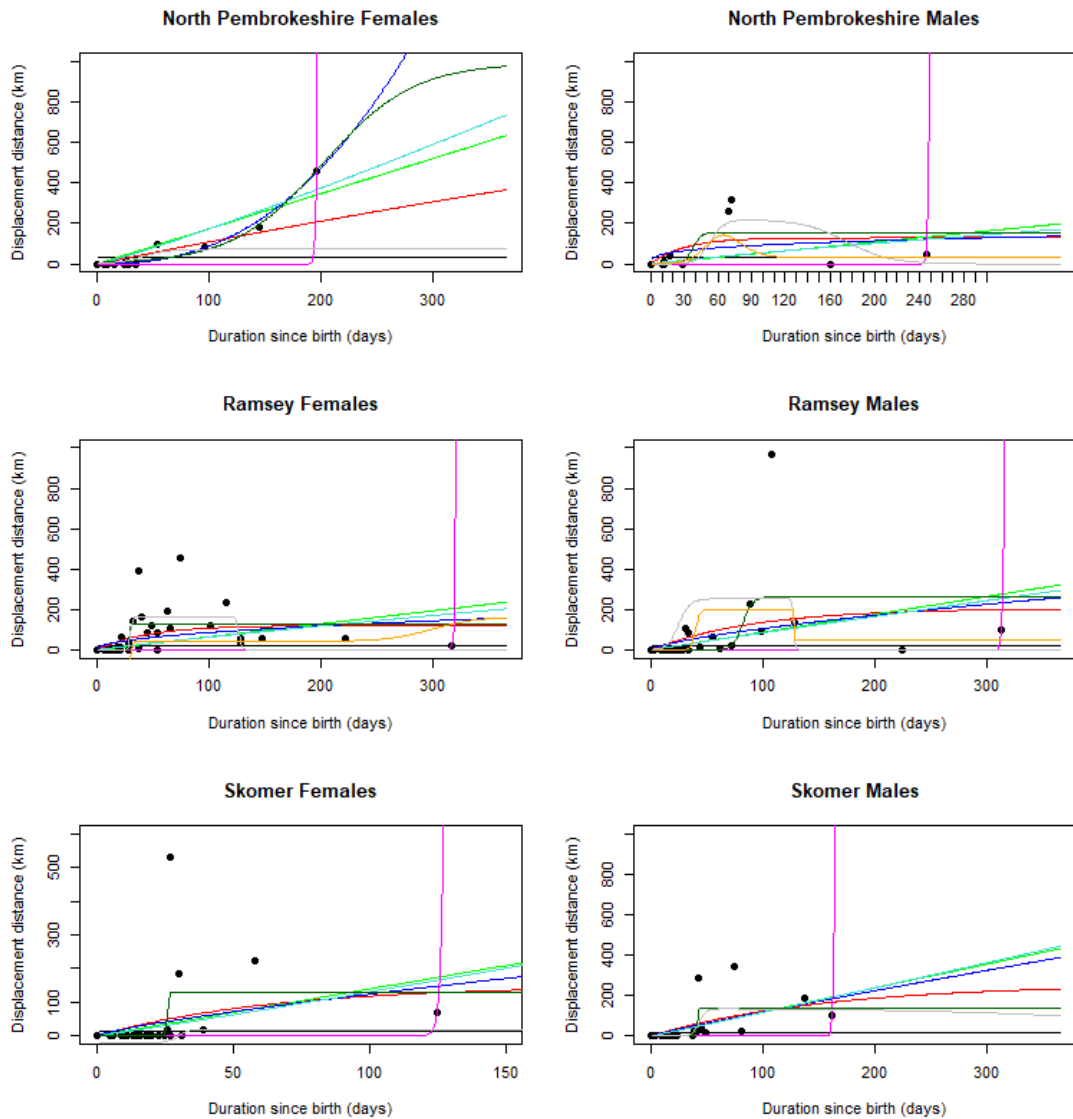 North Pembrokeshire Females
North Pembrokeshire Males
Displacement distance (km)
0 200 400 600 800
0 100 200 300
Duration since birth (days)
Displacement distance (km)
0 200 400 600 800
0 30 60 90 120 160 200 240 280
Duration since birth (days)
Ramsey Females
Ramsey Males
Displacement distance (km)
0 200 400 600 800
0 100 200 300
Duration since birth (days)
Displacement distance (km)
0 200 400 600 800
0 100 200 300
Duration since birth (days)
Skomer Females
Skomer Males
Displacement distance (km)
0 100 300 500
0 50 100 150
Duration since birth (days)
Displacement distance (km)
0 200 400 600 800
0 100 200 300
Duration since birth (days)